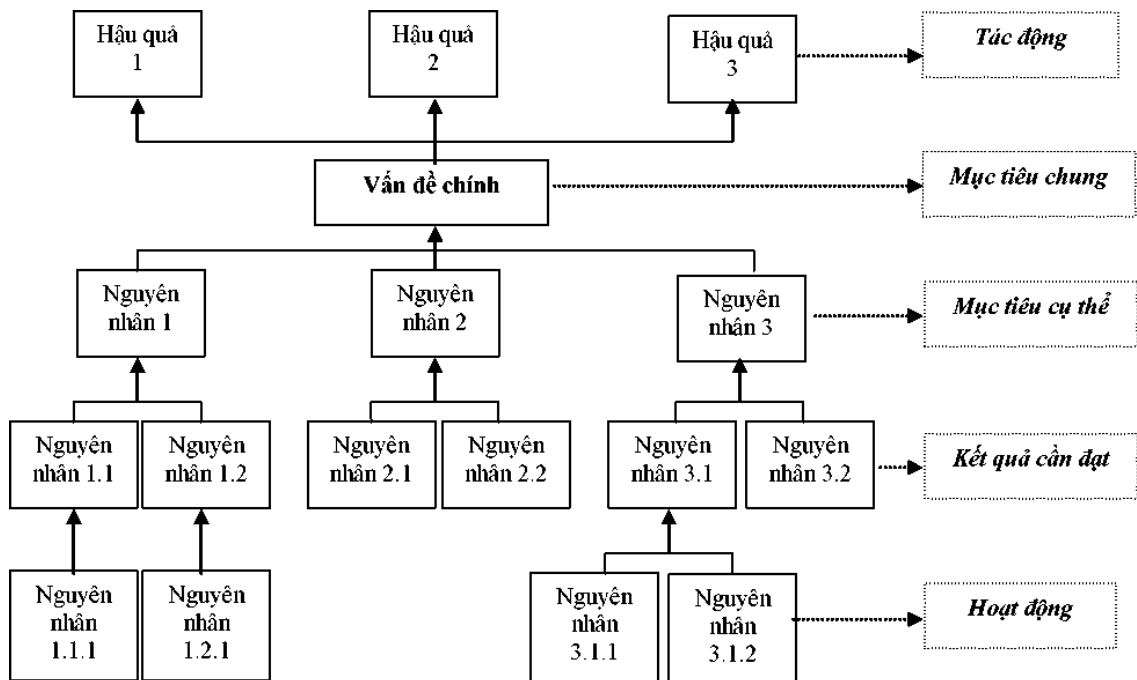 Hậu quả
1
Hậu quả
2
Hậu quả
3
Tác động
Vấn đề chính
Mục tiêu chung
Nguyên
nhân 1
Nguyên
nhân 2
Nguyên
nhân 3
Mục tiêu cụ thể
Nguyên
nhân 1.1
Nguyên
nhân 1.2
Nguyên
nhân 2.1
Nguyên
nhân 2.2
Nguyên
nhân 3.1
Nguyên
nhân 3.2
Kết quả cần đạt
Nguyên
nhân
1.1.1
Nguyên
nhân
1.2.1
Nguyên
nhân
3.1.1
Nguyên
nhân
3.1.2
Hoạt động